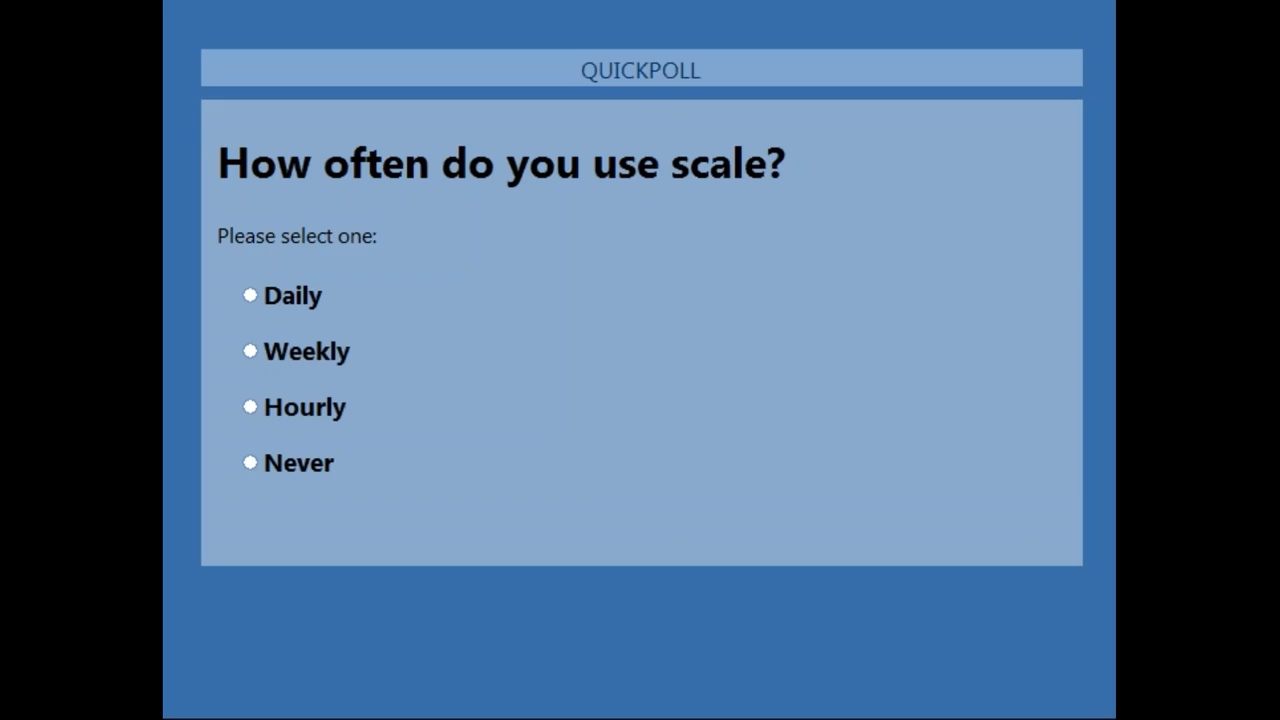 QUICKPOLL
How often do you use scale?
Please select one:
Daily
Weekly
Hourly
Never